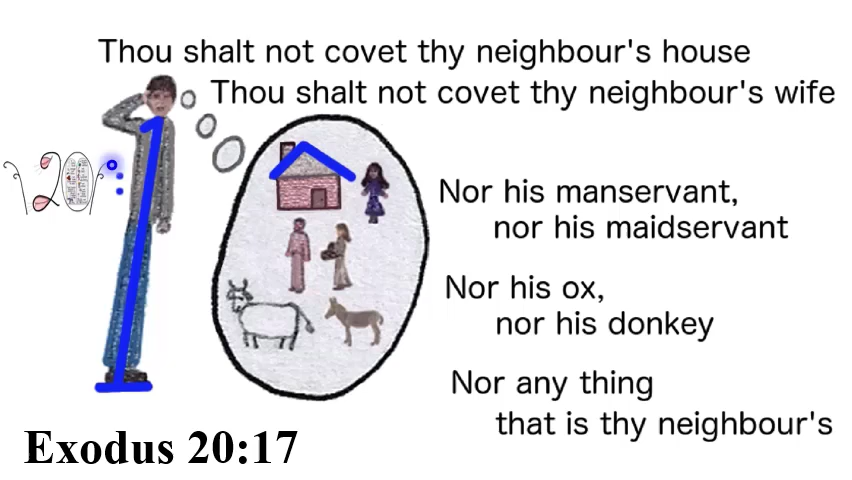 Thou shalt not covet thy neighbour's house
Thou shalt not covet thy neighbour's wife
Nor his manservant,
nor his maidservant
Nor his ox,
nor his donkey
Nor any thing
that is thy neighbour's
Exodus 20:17